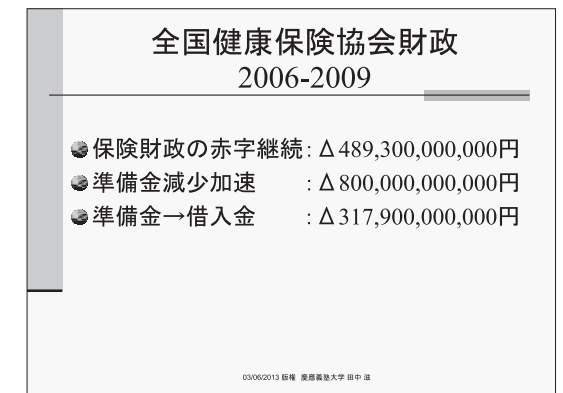 全国健康保険協会財政
2006-2009
保険財政の赤字継続: Δ489,300,000,000円
準備金減少加速 : Δ800,000,000,000円
準備金→借入金 : Δ317,900,000,000円
03/06/2013 版権 慶應義塾大学 田中 滋